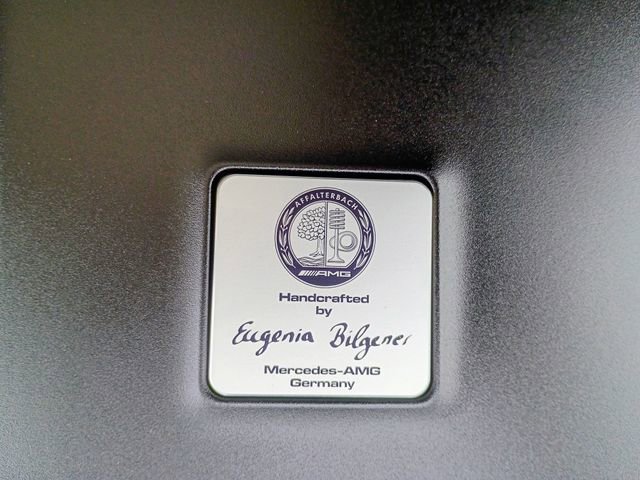 AFFALTERBACH
AMG
Handcrafted
by
Eugenia Bilgener
Mercedes-AMG
Germany